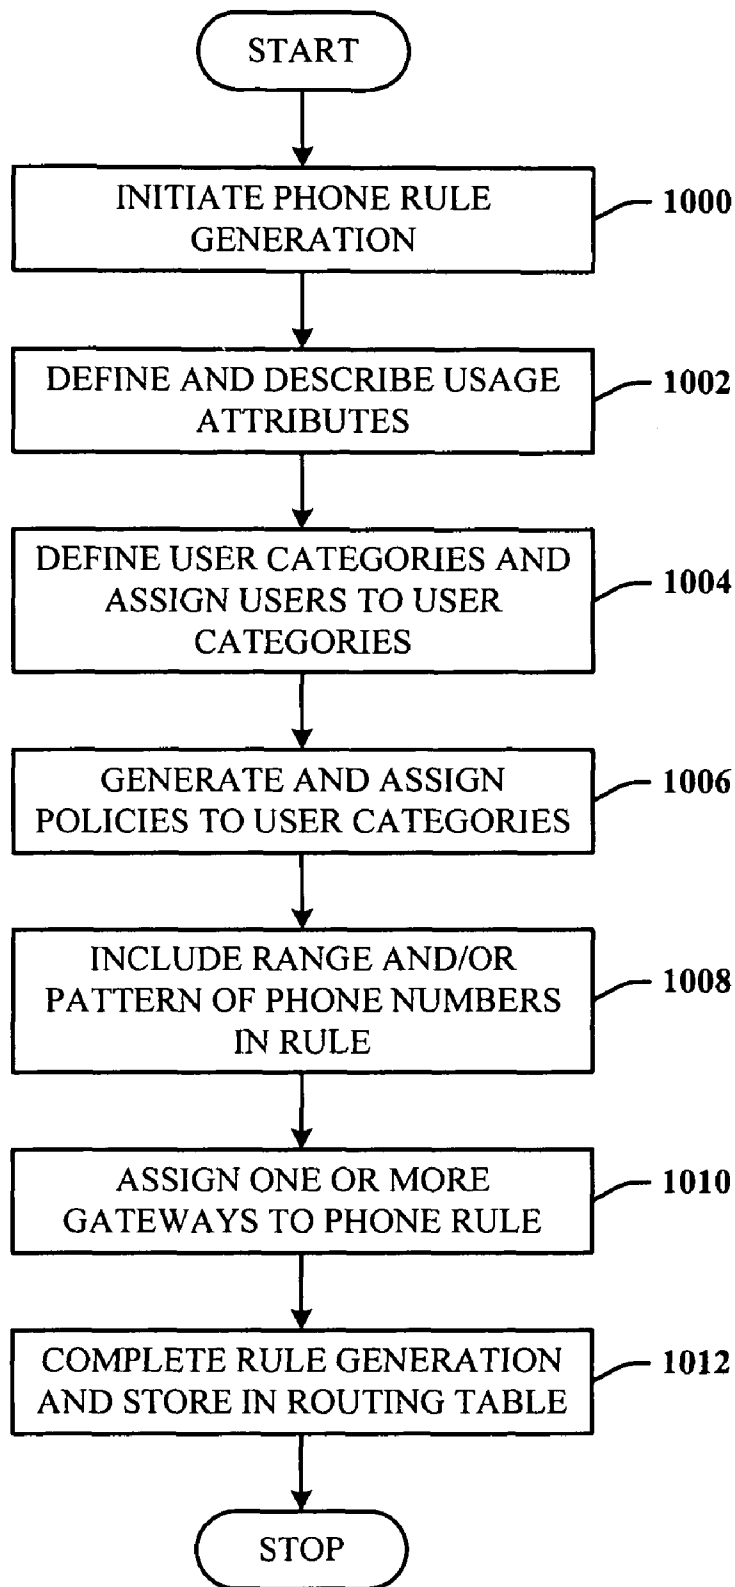 START
INITIATE PHONE RULE
GENERATION
1000
DEFINE AND DESCRIBE USAGE
ATTRIBUTES
1002
DEFINE USER CATEGORIES AND
ASSIGN USERS TO USER
CATEGORIES
1004
GENERATE AND ASSIGN
POLICIES TO USER CATEGORIES
1006
INCLUDE RANGE AND/OR
PATTERN OF PHONE NUMBERS
IN RULE
1008
ASSIGN ONE OR MORE
GATEWAYS TO PHONE RULE
1010
COMPLETE RULE GENERATION
AND STORE IN ROUTING TABLE
1012
STOP